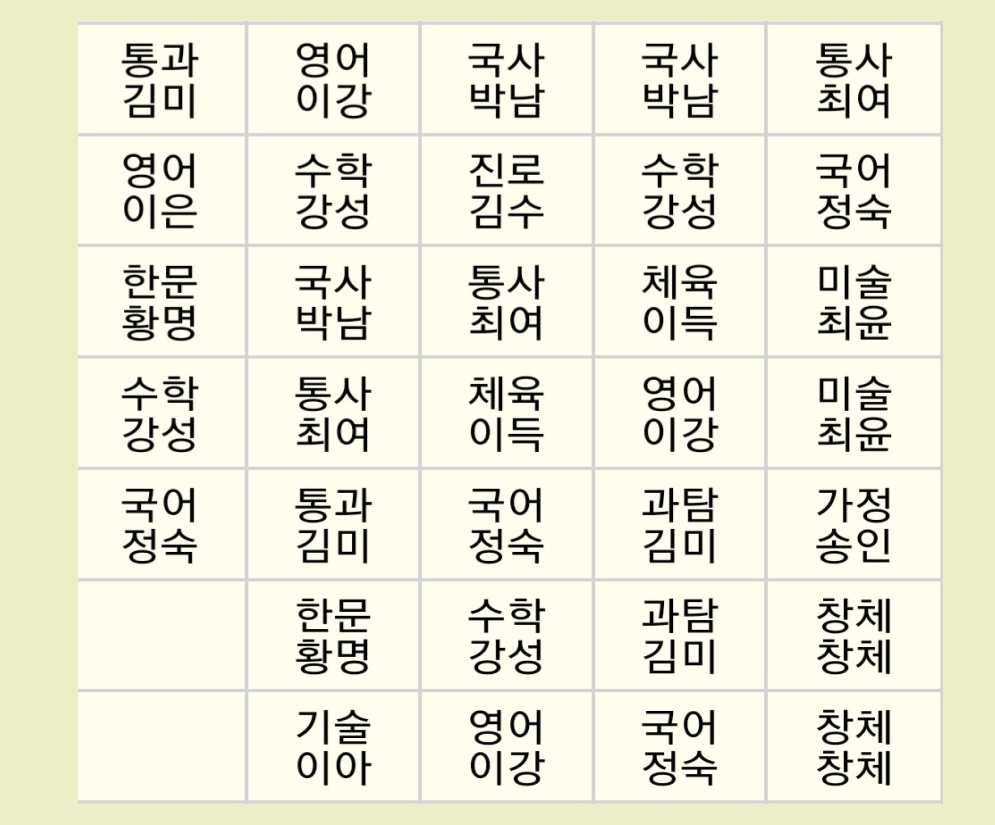 통과 영어 국사 국사 통사
김미 이강 박남 박남 최여
영어 수학 진로 수학 국어
이은 강성 김수 강성 정숙
한문 국사 통사 체육 미술
황명 박남 최여 이득 최윤
수학 통사 체육 영어 미술
강성 최여 이득 이강 최윤
국어 통과 국어 과탐 가정
정숙 김미 정숙 김미 송인
한문 수학 과탐 창체
황명 강성 김미 창체
기술 영어 국어 창체
이아 이강 정숙 창체